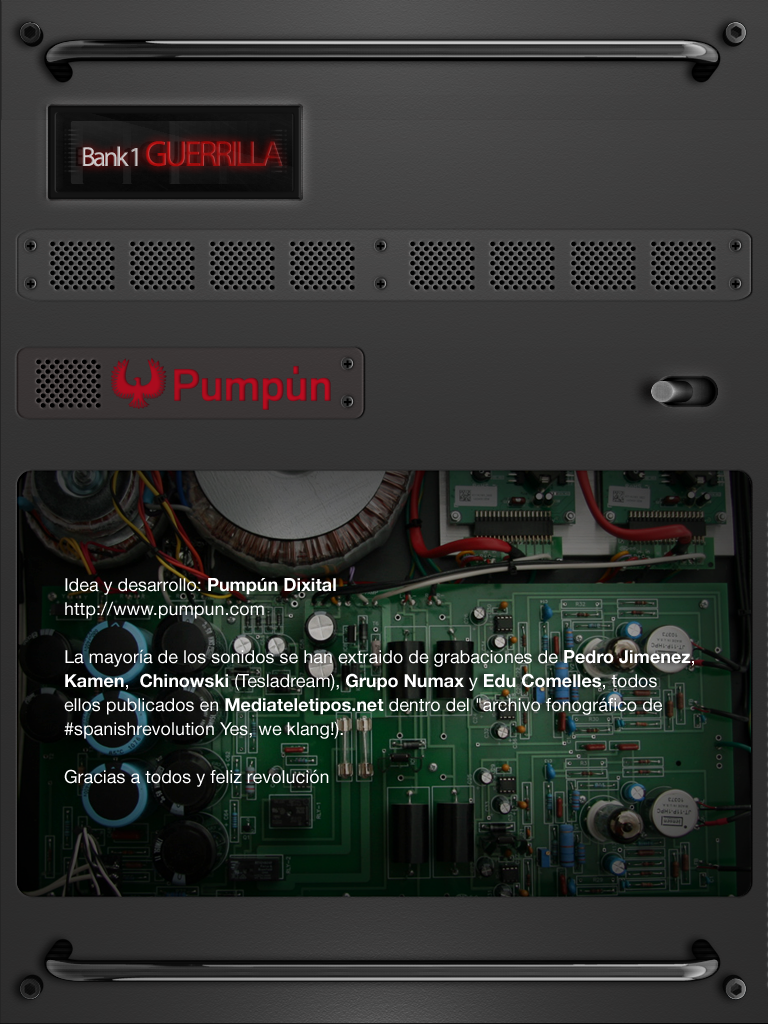 Bank 1 GUERRILLA
Pumpún
Idea y desarrollo: Pumpún Dixital
http://www.pumpun.com
La mayoría de los sonidos se han extraido de grabaciones de Pedro Jimenez,
Kamen, Chinowski (Tesladream), Grupo Numax y Edu Comelles, todos
ellos publicados en Mediateletipos.net dentro del "archivo fonográfico de
#spanishrevolution Yes, we klang!).
Gracias a todos y feliz revolución